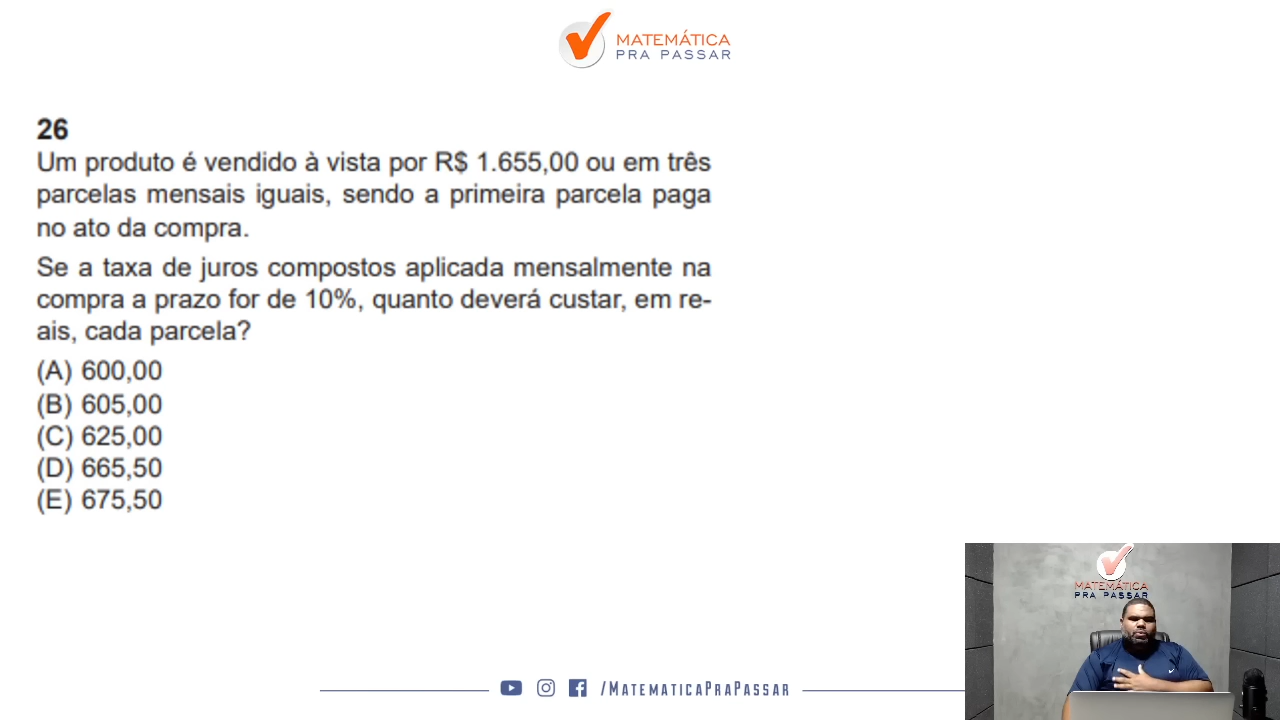 MATEMÁTICA
PRA PASSAR
26
Um produto é vendido à vista por R$ 1.655,00 ou em três
parcelas mensais iguais, sendo a primeira parcela paga
no ato da compra.
Se a taxa de juros compostos aplicada mensalmente na
compra a prazo for de 10%, quanto deverá custar, em re-
ais, cada parcela?
(A) 600,00
(B) 605,00
(C) 625,00
(D) 665,50
(E) 675,50
MATEMÁTICA
PRA PASSAR
/MATEMATICAPRAPASSAR